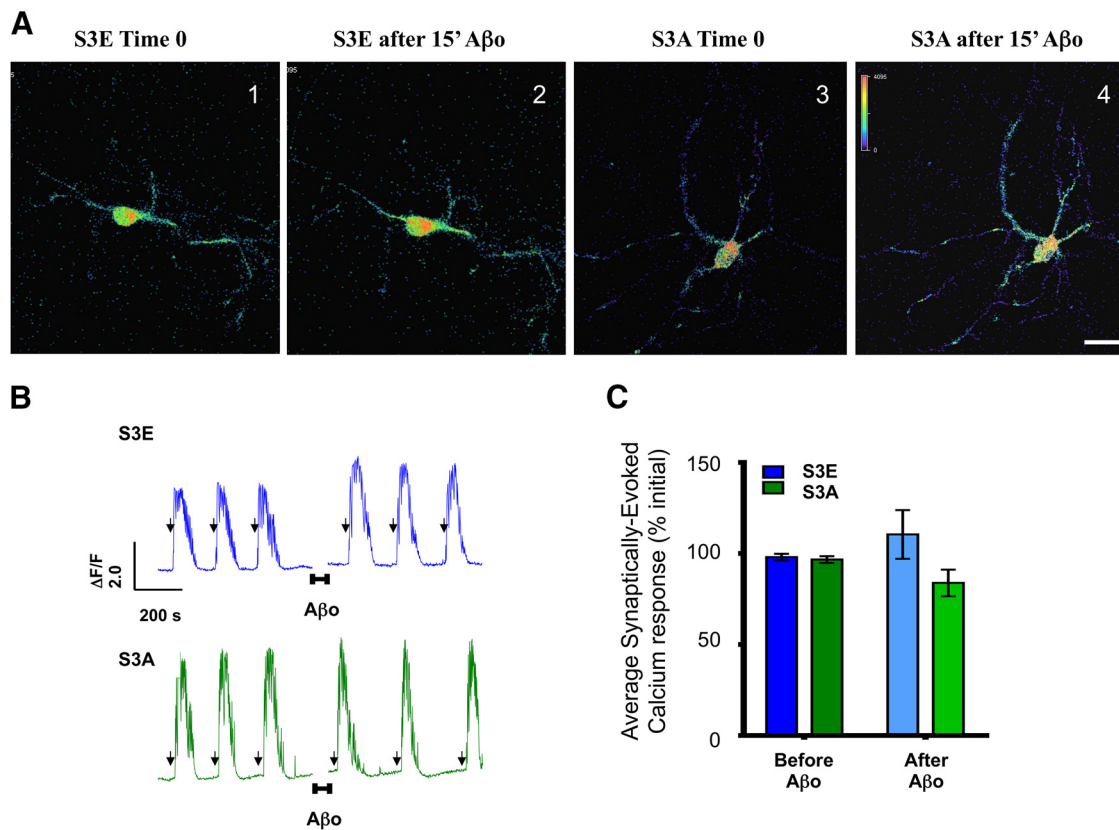 A
S3E Time 0
S3E after 15' Aβo
S3A Time 0
S3A after 15' Aβo
1
2
3
4
4095
0
B
S3E
ΔF/F
2.0
200 s
Aβo
S3A
Aβo
C
Average Synaptically-Evoked
Calcium response (% initial)
150
100
50
0
S3E
S3A
Before
Aβo
After
Aβo